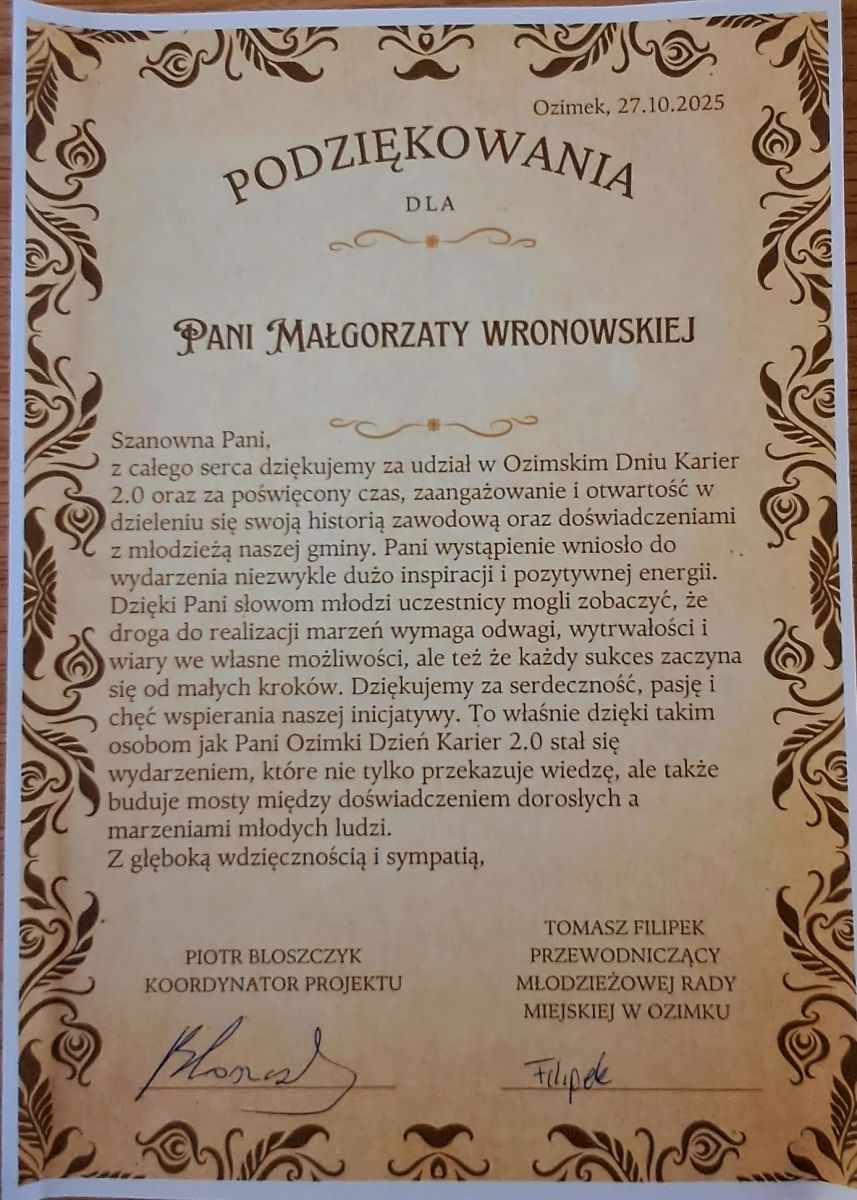 Ozimek, 27.10.2025
PODZIĘKOWANIA
DLA
PANI MAŁGORZATY WRONOWSKIEJ
Szanowna Pani,
z całego serca dziękujemy za udział w Ozimskim Dniu Karier
2.0 oraz za poświęcony czas, zaangażowanie i otwartość w
dzieleniu się swoją historią zawodową oraz doświadczeniami
z młodzieżą naszej gminy. Pani wystąpienie wniosło do
wydarzenia niezwykle dużo inspiracji i pozytywnej energii.
Dzięki Pani słowom młodzi uczestnicy mogli zobaczyć, że
droga do realizacji marzeń wymaga odwagi, wytrwałości i
wiary we własne możliwości, ale też że każdy sukces zaczyna
się od małych kroków. Dziękujemy za serdeczność, pasję i
chęć wspierania naszej inicjatywy. To właśnie dzięki takim
osobom jak Pani Ozimki Dzień Karier 2.0 stał się
wydarzeniem, które nie tylko przekazuje wiedzę, ale także
buduje mosty między doświadczeniem dorosłych a
marzeniami młodych ludzi.
Z głęboką wdzięcznością i sympatią,
PIOTR BLOSZCZYK
KOORDYNATOR PROJEKTU
TOMASZ FILIPEK
PRZEWODNICZĄCY
MŁODZIEŻOWEJ RADY
MIEJSKIEJ W OZIMKU
Filipek